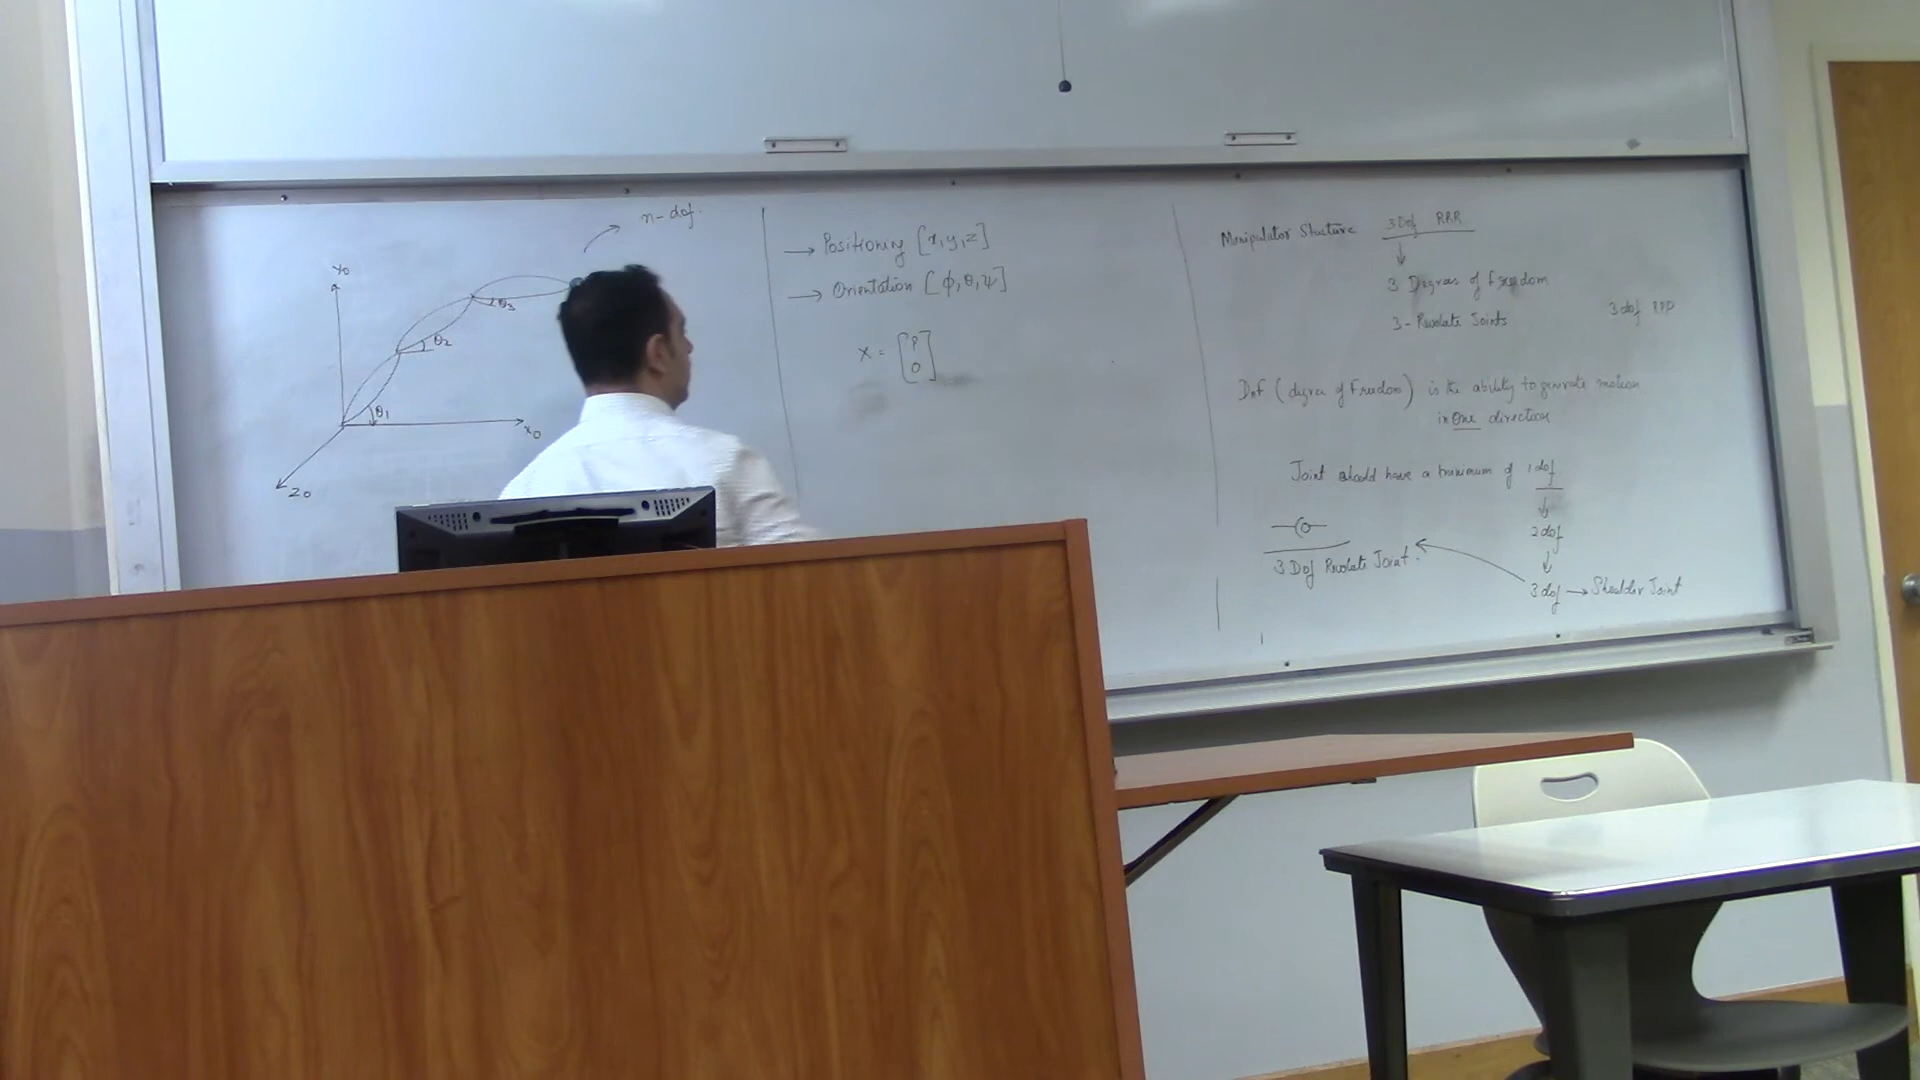 n-dof.
Y0
θ3
θ2
θ1
X0
Z0
→ Positioning [x,y,z]
→ Orientation [ϕ,θ,ψ]
X = [P
O]
Manipulator Structure 3 Dof RRR
↓
3 Degrees of freedom
3 - Revolute Joints
3 dof RPP
Dof (degree of Freedom) is the ability to generate motion
in One direction
Joint should have a minimum of 1 dof
↓
2 dof
↓
3 dof → Shoulder Joint
3 Dof Revolute Joint.